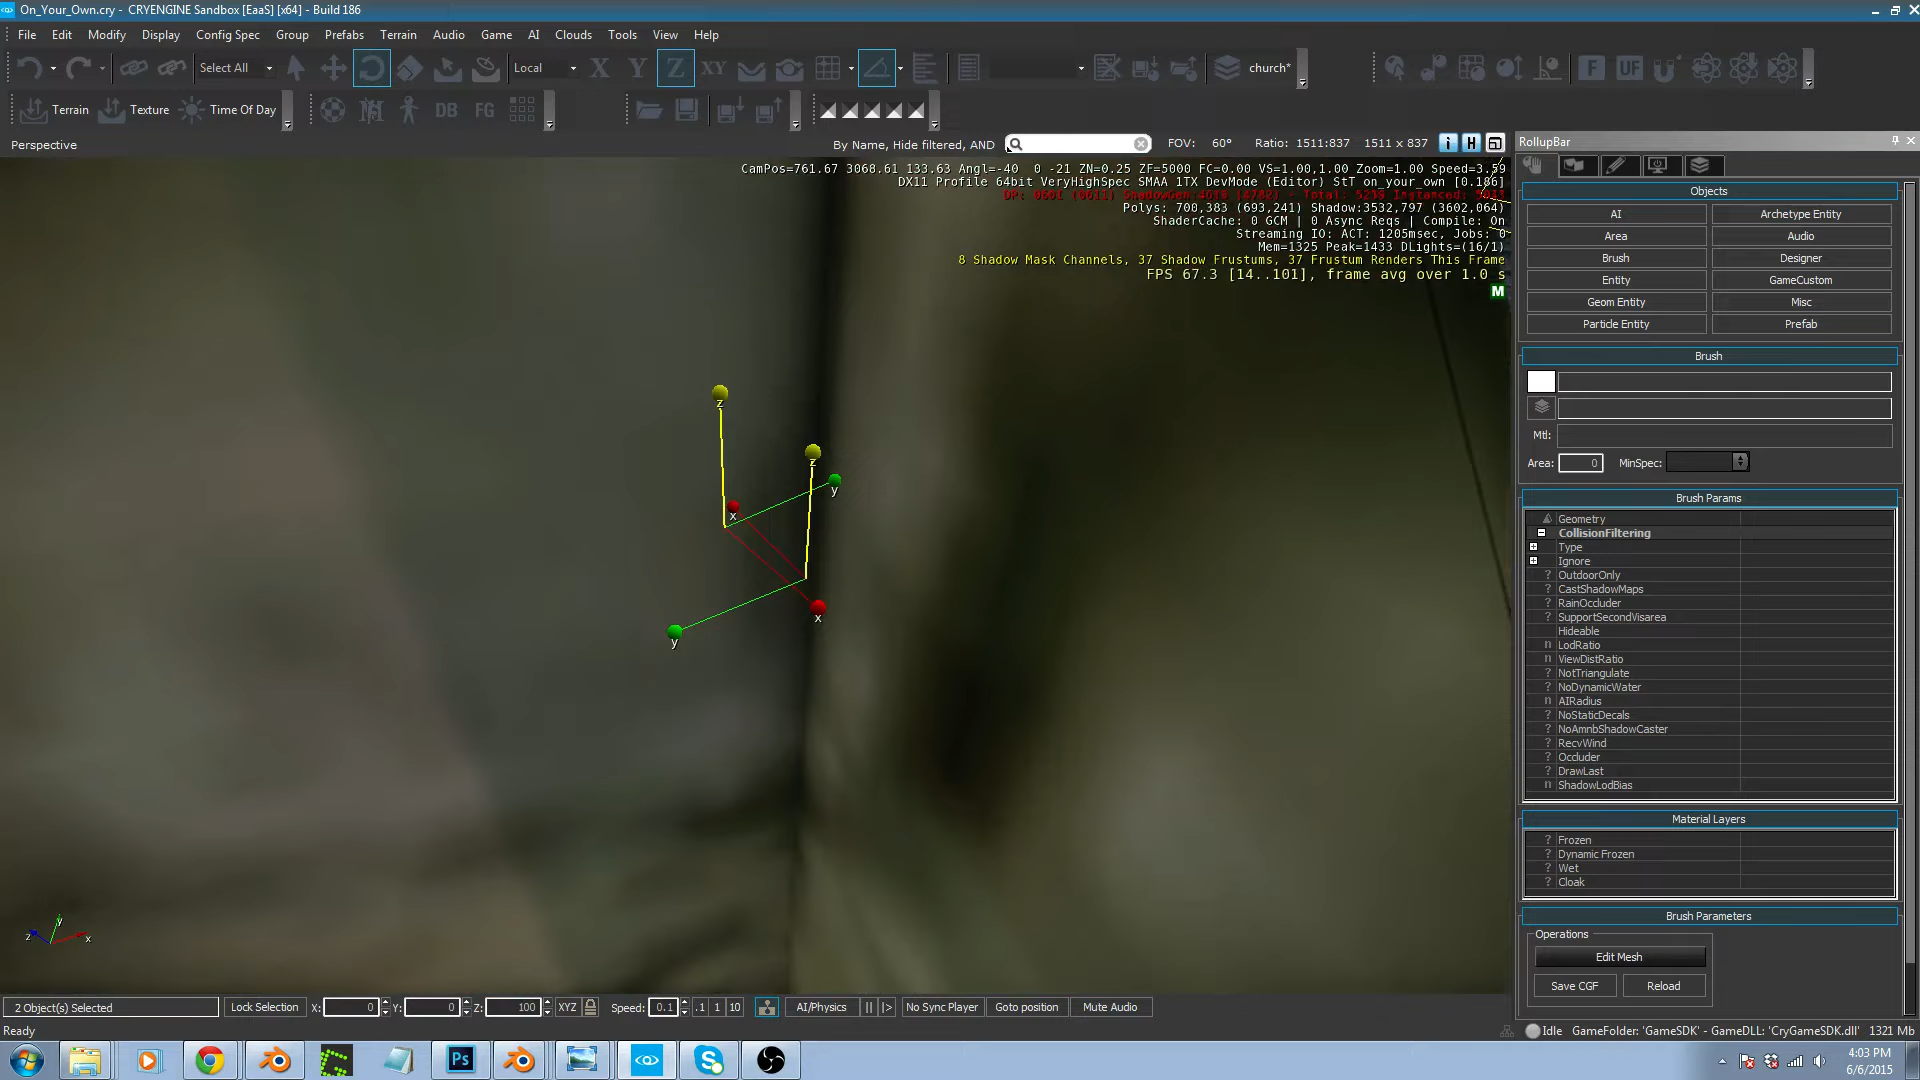 On_Your_Own.cry - CRYENGINE Sandbox [EaaS] [x64] - Build 186
File Edit Modify Display Config Spec Group Prefabs Terrain Audio Game AI Clouds Tools View Help
Select All Local X Y Z XY church* F UF
Terrain Texture Time Of Day DB FG
Perspective By Name, Hide filtered, AND FOV: 60° Ratio: 1511:837 1511 x 837 i H
CamPos=761.67 3068.61 133.63 Angl=-40 0 -21 ZN=0.25 ZF=5000 FC=0.00 VS=1.00,1.00 Zoom=1.00 Speed=3.59
DX11 Profile 64bit VeryHighSpec SMAA 1TX DevMode (Editor) StT on_your_own [0.186]
Polys: 700,383 (693,241) Shadow:3532,797 (3602,064)
ShaderCache: 0 GCM | 0 Async Reqs | Compile: On
Streaming IO: ACT: 1205msec, Jobs: 0
Mem=1325 Peak=1433 DLights=(16/1)
8 Shadow Mask Channels, 37 Shadow Frustums, 37 Frustum Renders This Frame
FPS 67.3 [14..101], frame avg over 1.0 s
M
z
z
y
x
x
y
y
z
x
RollupBar
Objects
AI Archetype Entity
Area Audio
Brush Designer
Entity GameCustom
Geom Entity Misc
Particle Entity Prefab
Brush
Mtl:
Area: 0 MinSpec:
Brush Params
Geometry
CollisionFiltering
Type
Ignore
? OutdoorOnly
? CastShadowMaps
? RainOccluder
? SupportSecondVisarea
Hideable
n LodRatio
n ViewDistRatio
? NotTriangulate
? NoDynamicWater
n AIRadius
? NoStaticDecals
? NoAmnbShadowCaster
? RecvWind
? Occluder
? DrawLast
n ShadowLodBias
Material Layers
? Frozen
? Dynamic Frozen
? Wet
? Cloak
Brush Parameters
Operations
Edit Mesh
Save CGF Reload
2 Object(s) Selected Lock Selection X: 0 Y: 0 Z: 100 XYZ Speed: 0.1 .1 1 10 AI/Physics No Sync Player Goto position Mute Audio
Ready Idle GameFolder: 'GameSDK' - GameDLL: 'CryGameSDK.dll' 1321 Mb
Ps
4:03 PM
6/6/2015